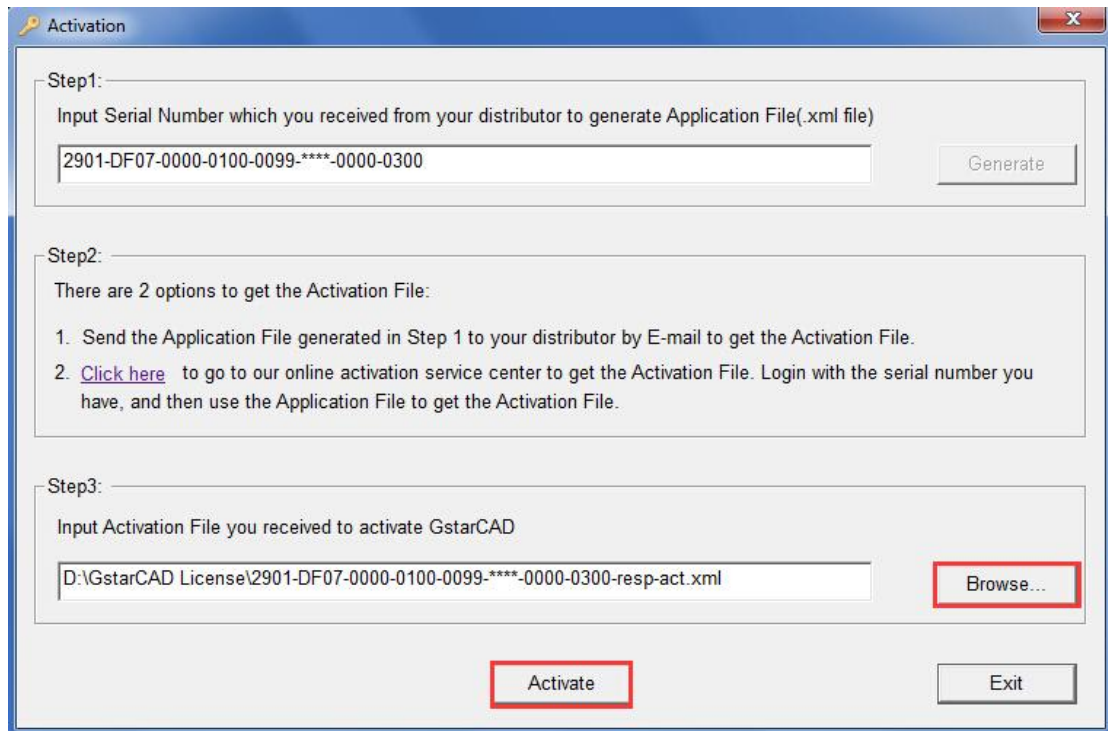 Activation
Step1:
Input Serial Number which you received from your distributor to generate Application File(.xml file)
2901-DF07-0000-0100-0099-****-0000-0300
Generate
Step2:
There are 2 options to get the Activation File:
1. Send the Application File generated in Step 1 to your distributor by E-mail to get the Activation File.
2. Click here to go to our online activation service center to get the Activation File. Login with the serial number you
have, and then use the Application File to get the Activation File.
Step3:
Input Activation File you received to activate GstarCAD
D:\GstarCAD License\2901-DF07-0000-0100-0099-****-0000-0300-resp-act.xml
Browse...
Activate
Exit